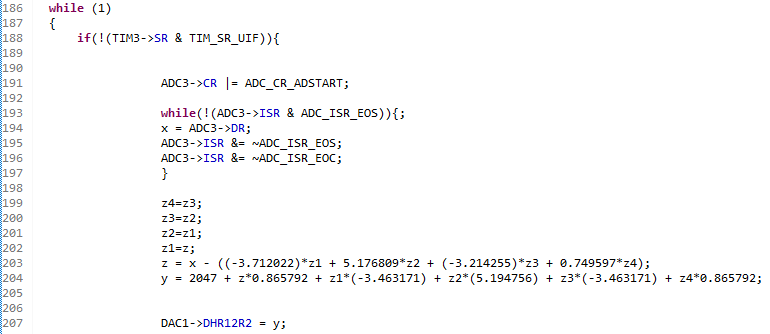 186 while (1)
187 {
188 if(!(TIM3->SR & TIM_SR_UIF)){
189
190
191 ADC3->CR |= ADC_CR_ADSTART;
192
193 while(!(ADC3->ISR & ADC_ISR_EOS)){;
194 x = ADC3->DR;
195 ADC3->ISR &= ~ADC_ISR_EOS;
196 ADC3->ISR &= ~ADC_ISR_EOC;
197 }
198
199 z4=z3;
200 z3=z2;
201 z2=z1;
202 z1=z;
203 z = x - ((-3.712022)*z1 + 5.176809*z2 + (-3.214255)*z3 + 0.749597*z4);
204 y = 2047 + z*0.865792 + z1*(-3.463171) + z2*(5.194756) + z3*(-3.463171) + z4*0.865792;
205
206
207 DAC1->DHR12R2 = y;